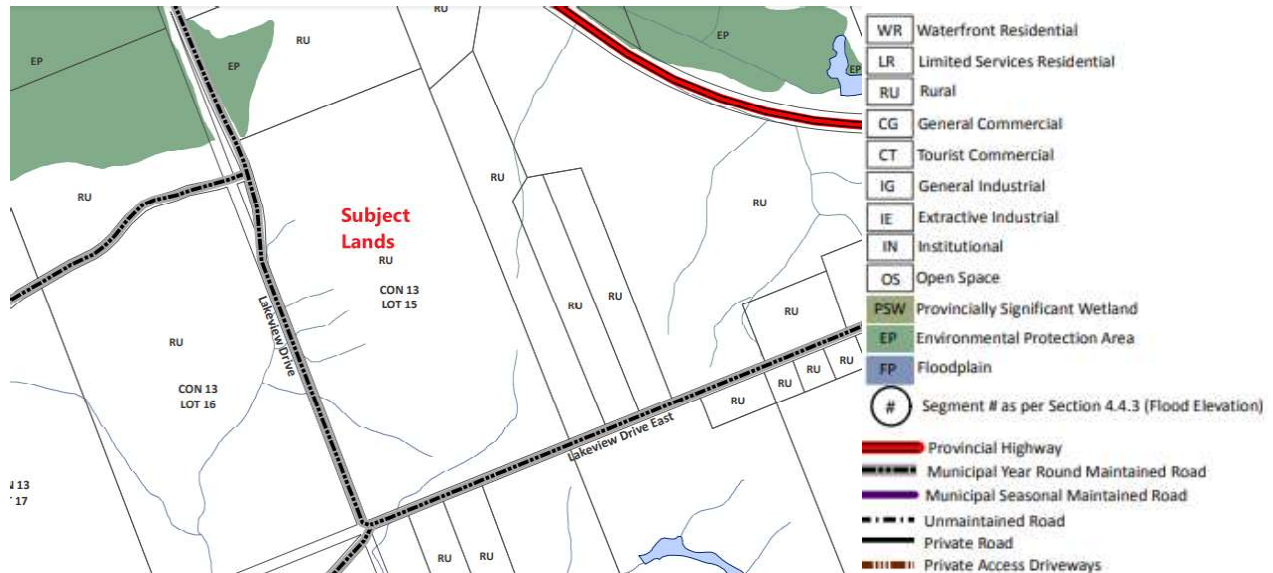 RU
EP
RU
EP
EP
EP
RU
RU
RU
Subject
Lands
RU
CON 13
LOT 15
RU
RU
RU
RU
Lakeview Drive
RU
CON 13
LOT 16
RU
RU
RU
RU
Lakeview Drive East
N 13
17
RU
RU
WR Waterfront Residential
LR Limited Services Residential
RU Rural
CG General Commercial
CT Tourist Commercial
IG General Industrial
IE Extractive Industrial
IN Institutional
OS Open Space
PSW Provincially Significant Wetland
EP Environmental Protection Area
FP Floodplain
# Segment # as per Section 4.4.3 (Flood Elevation)
Provincial Highway
Municipal Year Round Maintained Road
Municipal Seasonal Maintained Road
Unmaintained Road
Private Road
Private Access Driveways